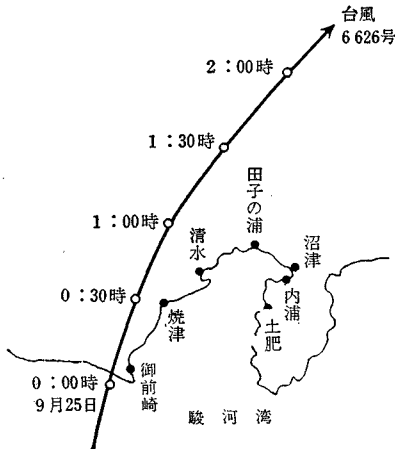 台風
6626号
2:00時
1:30時
1:00時
0:30時
0:00時
9月25日
田子の浦
清水
沼津
内浦
土肥
焼津
御前崎
駿河湾